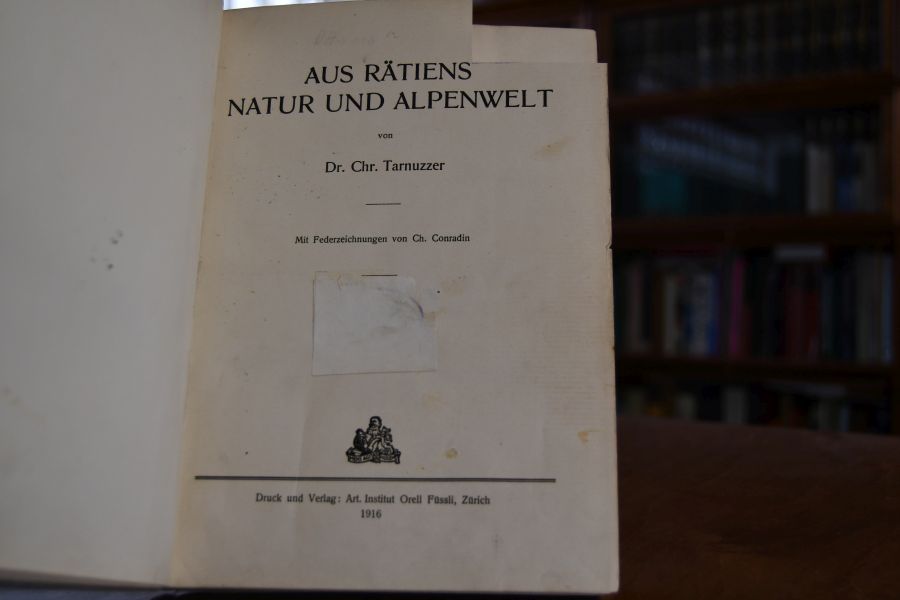 AUS RÄTIENS
NATUR UND ALPENWELT
von
Dr. Chr. Tarnuzzer
Mit Federzeichnungen von Ch. Conradin
Druck und Verlag: Art. Institut Orell Füssli, Zürich
1916